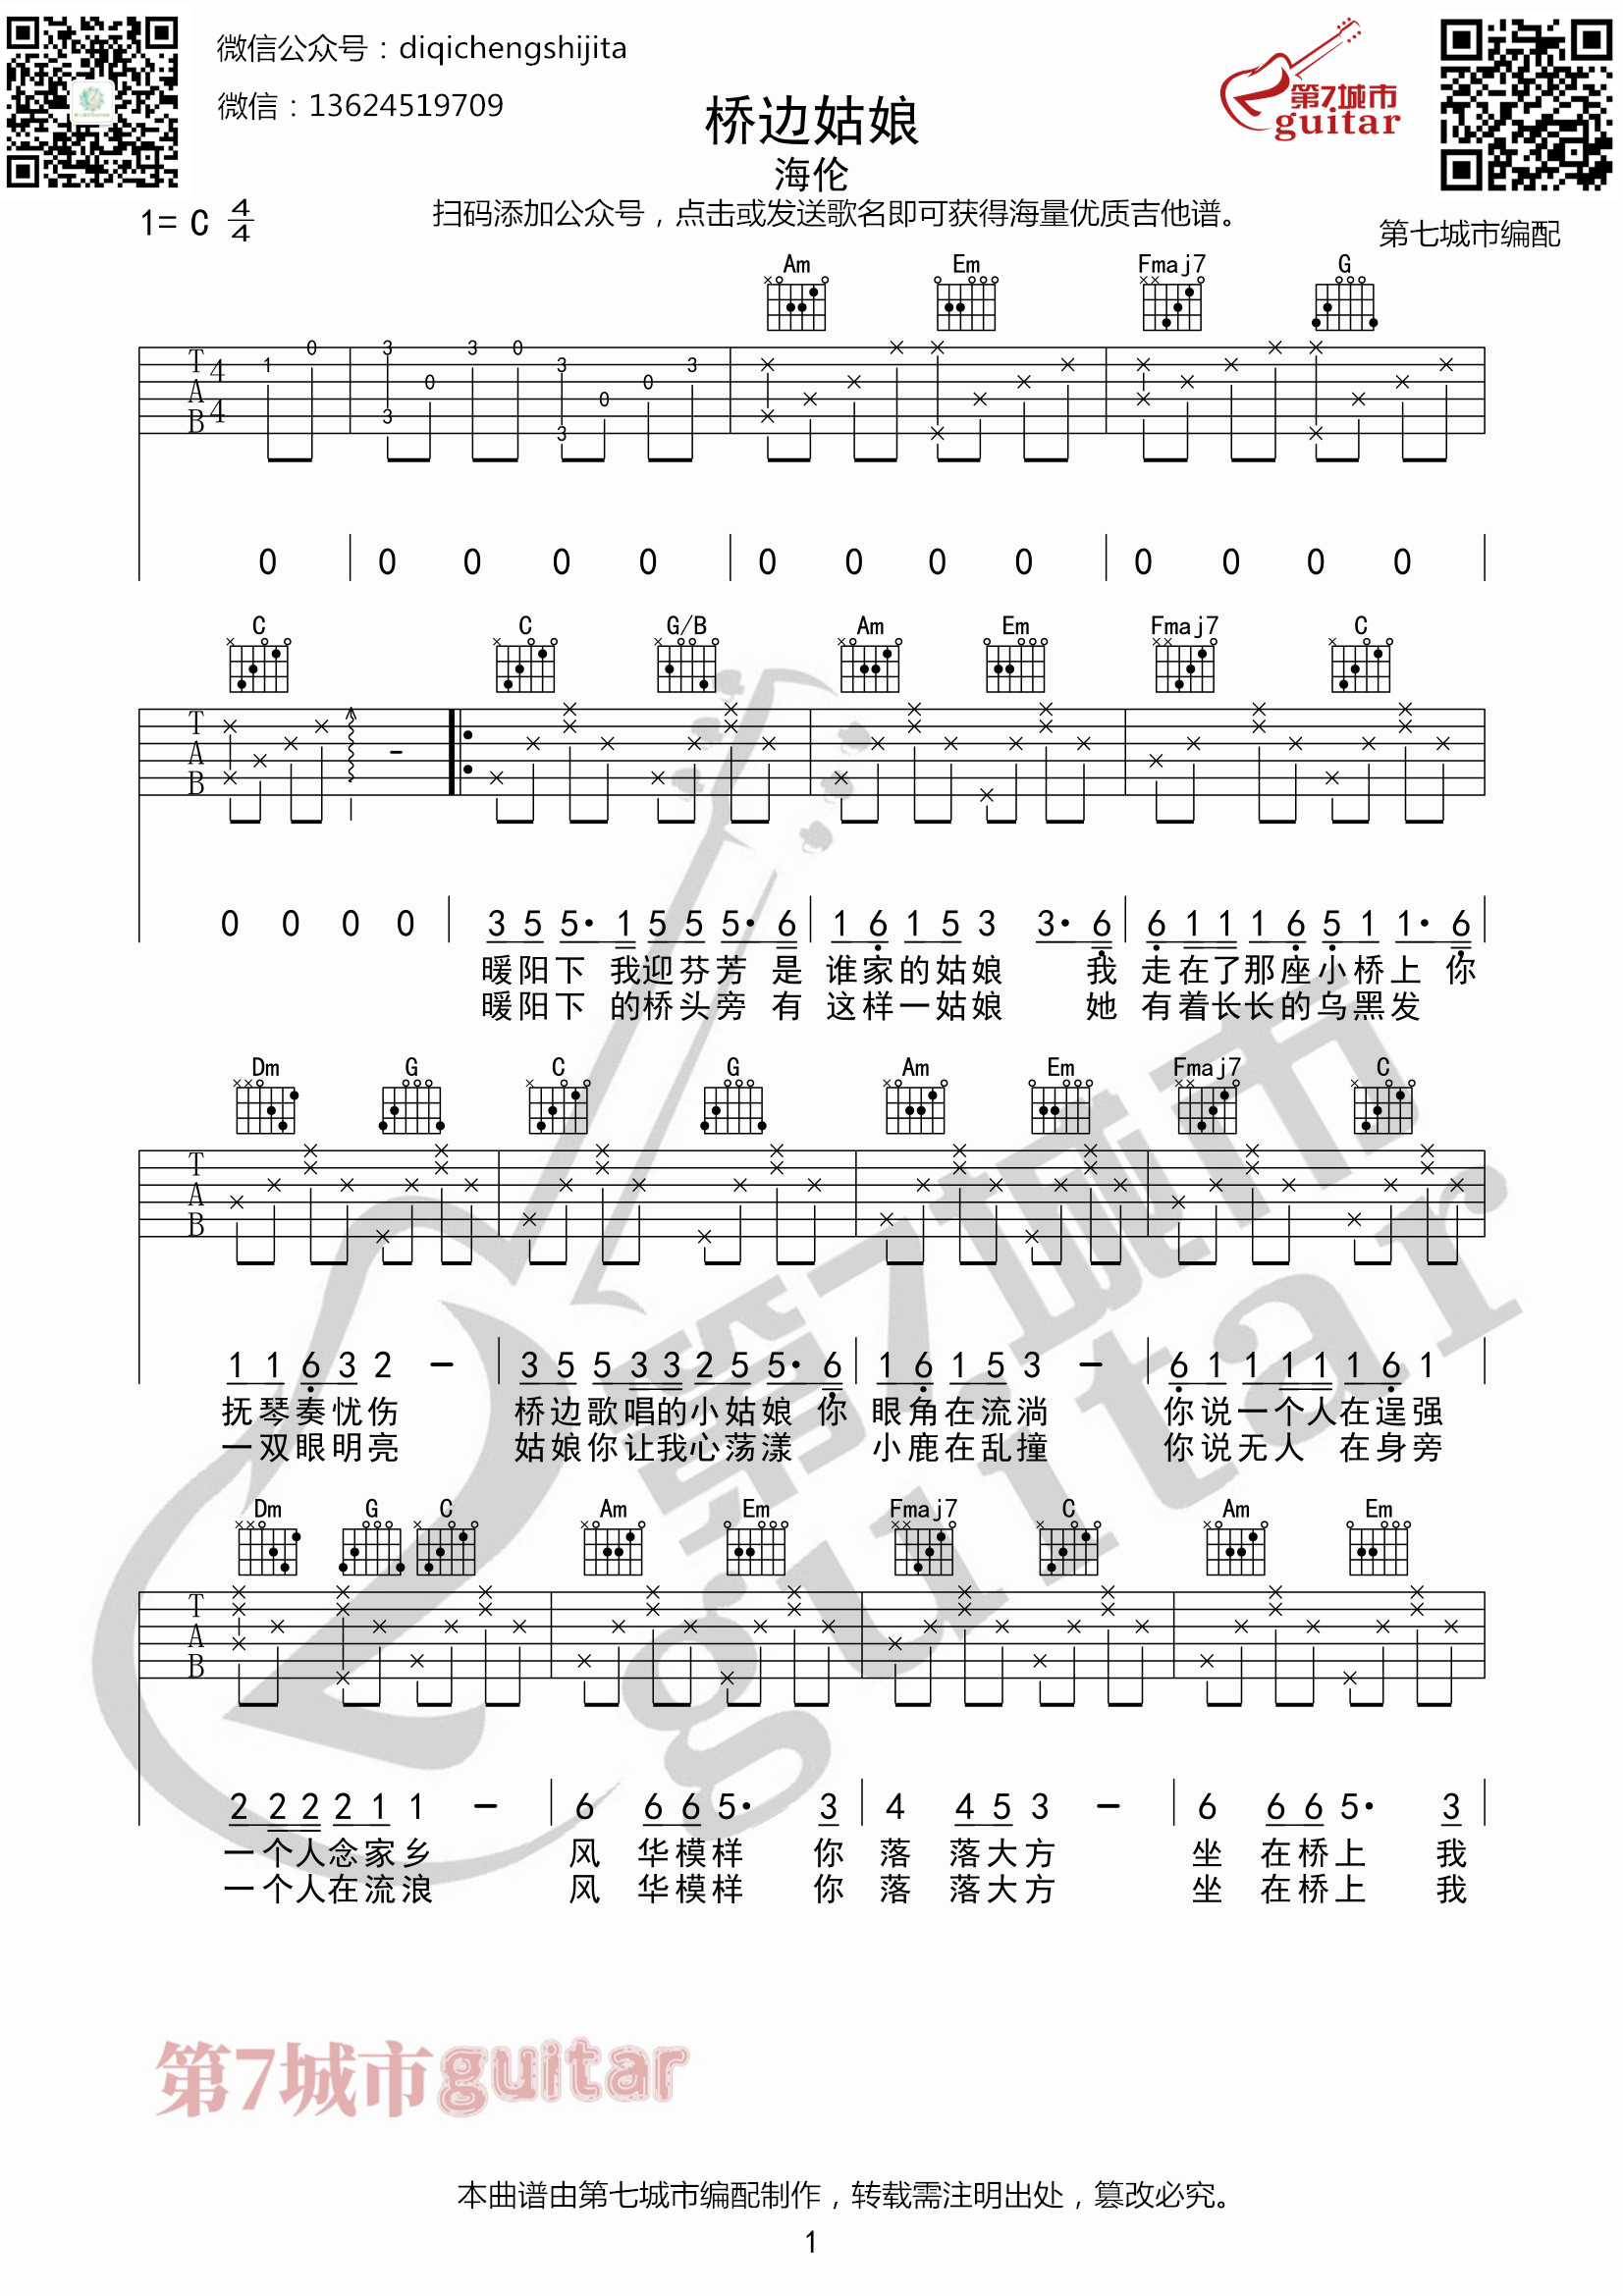 微信公众号：diqichengshijita
微信：13624519709
第7城市
guitar
桥边姑娘
海伦
1= C 4/4
扫码添加公众号，点击或发送歌名即可获得海量优质吉他谱。
第七城市编配
Am Em Fmaj7 G
T A B 4 4 1 0 3 3 0 3 0 3 3 0 0 3
0 | 0 0 0 0 | 0 0 0 0 | 0 0 0 0
C C G/B Am Em Fmaj7 C
T A B
0 0 0 0 | 3 5 5· 1 5 5 5· 6 | 1 6 1 5 3 3· 6 | 6 1 1 1 6 5 1 1· 6
暖阳下 我迎芬芳 是 谁家的姑娘 我 走在了那座小桥上 你
暖阳下 的桥头旁 有 这样一姑娘 她 有着长长的乌黑发
Dm G C G Am Em Fmaj7 C
T A B
1 1 6 3 2 - | 3 5 5 3 3 2 5 5· 6 | 1 6 1 5 3 - | 6 1 1 1 1 1 6 1
抚琴奏忧伤 桥边歌唱的小姑娘 你 眼角在流淌 你说一个人在逞强
一双眼明亮 姑娘你让我心荡漾 小鹿在乱撞 你说无人 在身旁
Dm G C Am Em Fmaj7 C Am Em
T A B
2 2 2 2 1 1 - | 6 6 6 5· 3 | 4 4 5 3 - | 6 6 6 5· 3
一个人念家乡 风 华模样 你 落 落大方 坐 在桥上 我
一个人在流浪 风 华模样 你 落 落大方 坐 在桥上 我
第7城市guitar
第7城市guitar
本曲谱由第七城市编配制作，转载需注明出处，篡改必究。
1